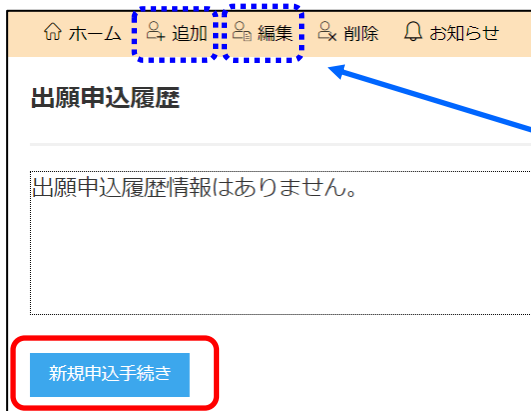 ホーム 追加 編集 削除 お知らせ
出願申込履歴
出願申込履歴情報はありません。
新規申込手続き